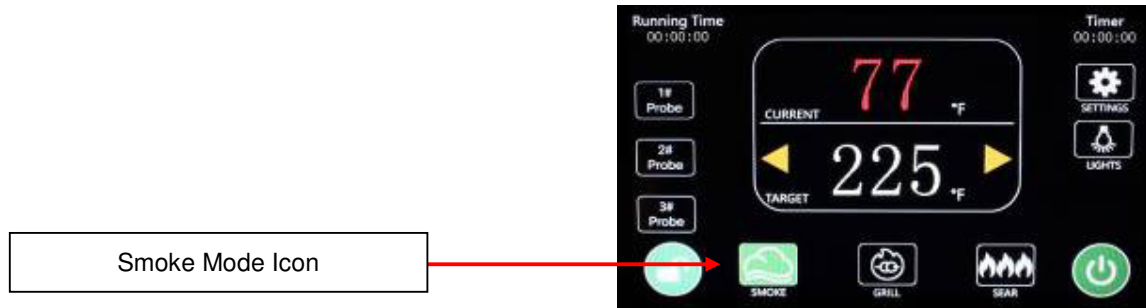 Running Time
00:00:00
Timer
00:00:00
77
°F
CURRENT
225
°F
TARGET
1#
Probe
2#
Probe
3#
Probe
SETTINGS
LIGHTS
Smoke Mode Icon
SMOKE
GRILL
SEAR